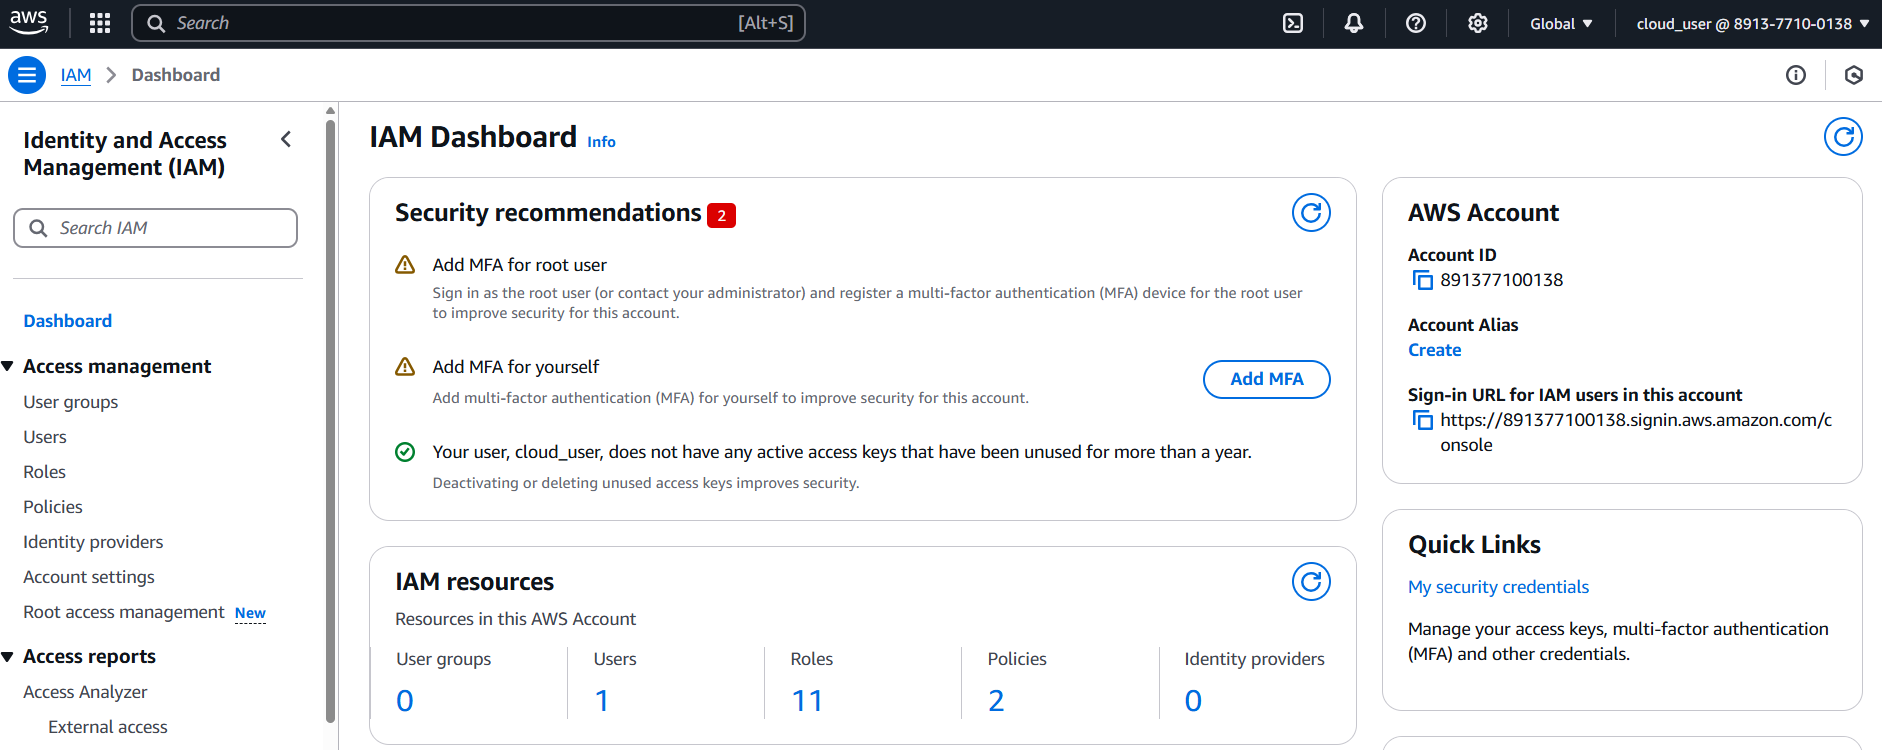 aws
Search
[Alt+S]
Global
cloud_user @ 8913-7710-0138
IAM
Dashboard
Identity and Access
Management (IAM)
Search IAM
Dashboard
Access management
User groups
Users
Roles
Policies
Identity providers
Account settings
Root access management New
Access reports
Access Analyzer
External access
IAM Dashboard Info
Security recommendations 2
Add MFA for root user
Sign in as the root user (or contact your administrator) and register a multi-factor authentication (MFA) device for the root user
to improve security for this account.
Add MFA for yourself
Add multi-factor authentication (MFA) for yourself to improve security for this account.
Add MFA
Your user, cloud_user, does not have any active access keys that have been unused for more than a year.
Deactivating or deleting unused access keys improves security.
IAM resources
Resources in this AWS Account
User groups
0
Users
1
Roles
11
Policies
2
Identity providers
0
AWS Account
Account ID
891377100138
Account Alias
Create
Sign-in URL for IAM users in this account
https://891377100138.signin.aws.amazon.com/c
onsole
Quick Links
My security credentials
Manage your access keys, multi-factor authentication
(MFA) and other credentials.